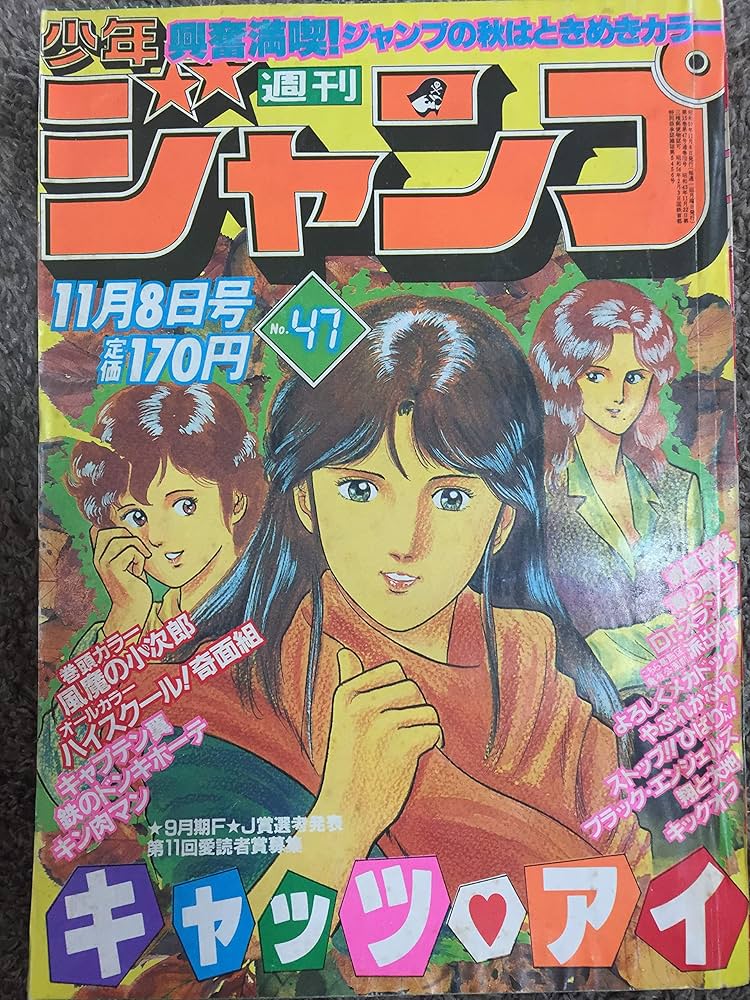 少年
興奮満喫!ジャンプの秋はときめきカラー
週刊
ジャンプ
11月8日号
定価170円
No.47
巻頭カラー
風魔の小次郎
オールカラー
ハイスクール!奇面組
キャプテン翼
鉄のドンキホーテ
キン肉マン
Dr.スランプ
よろしくメカドック
やぶれかぶれ
ストップ!!ひばりくん!
ブラック・エンジェルズ
キックオフ
★9月期F★J賞選考発表
第11回愛読者賞募集
キャッツ♥アイ